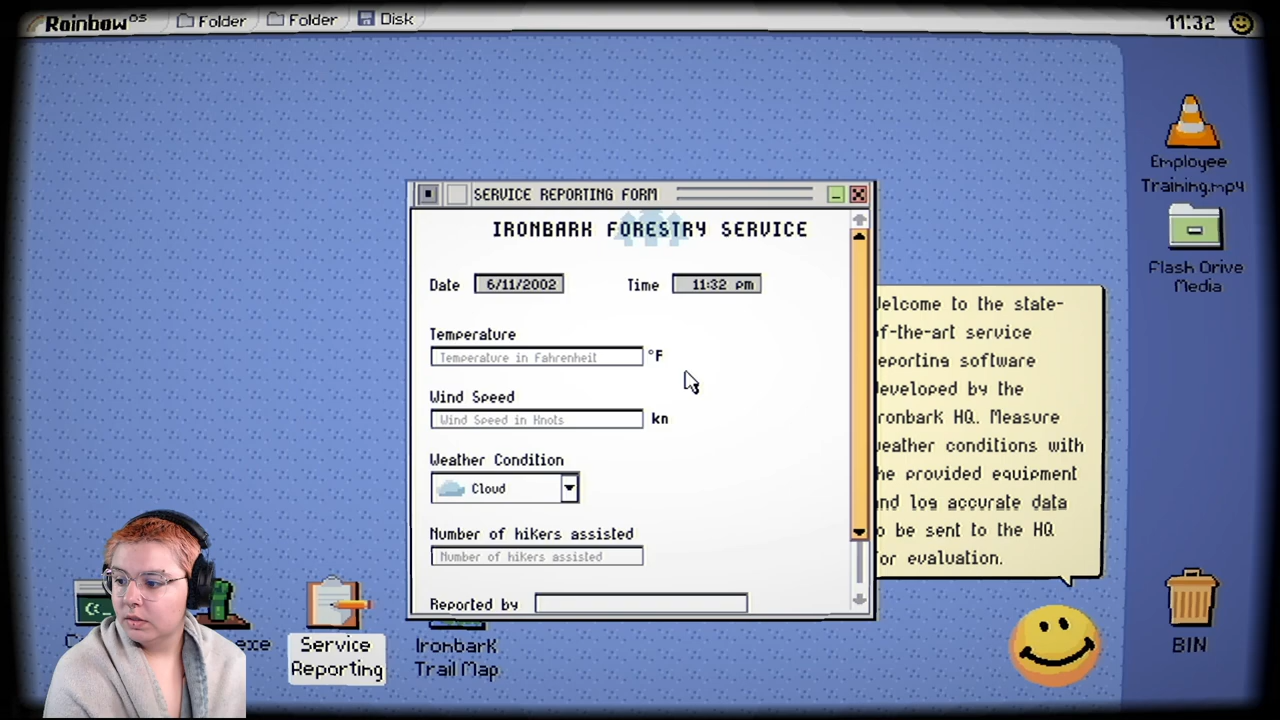 RainbowOS
Folder
Folder
Disk
11:32
Employee
Training.mp4
Flash Drive
Media
SERVICE REPORTING FORM
IRONBARK FORESTRY SERVICE
Date 6/11/2002 Time 11:32 pm
Temperature
Temperature in Fahrenheit °F
Wind Speed
Wind Speed in Knots kn
Weather Condition
Cloud
Number of hikers assisted
Number of hikers assisted
Reported by
elcome to the state-
f-the-art service
eporting software
eveloped by the
ronbark HQ. Measure
eather conditions with
he provided equipment
nd log accurate data
o be sent to the HQ
or evaluation.
exe
Service
Reporting
Ironbark
Trail Map
BIN